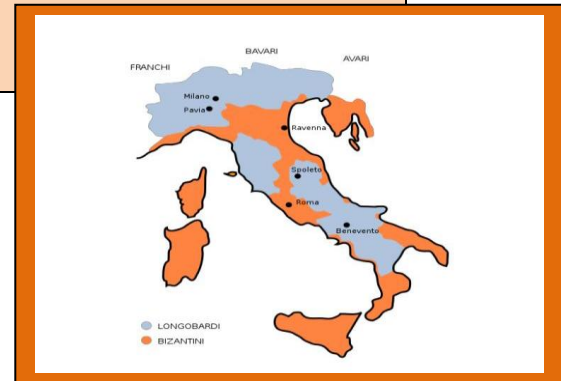 BAVARI
FRANCHI
AVARI
Milano
Pavia
Ravenna
Spoleto
Roma
Benevento
LONGOBARDI
BIZANTINI